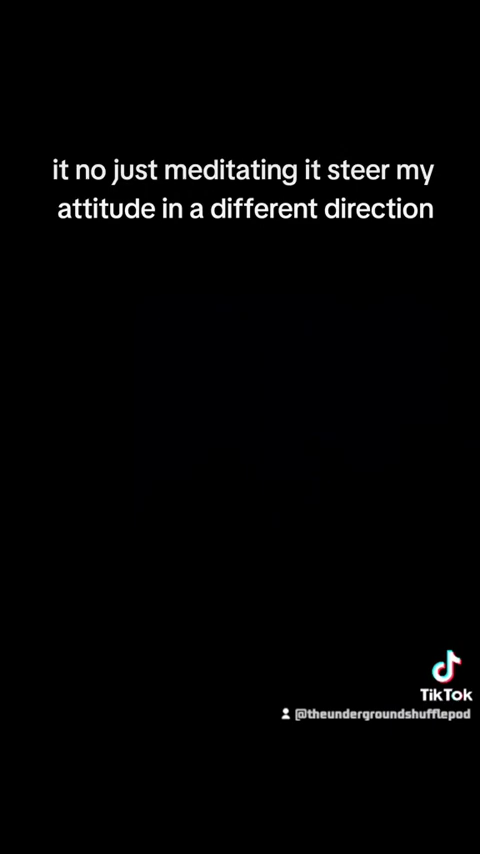 it no just meditating it steer my
attitude in a different direction
TikTok
@theundergroundshufflepod